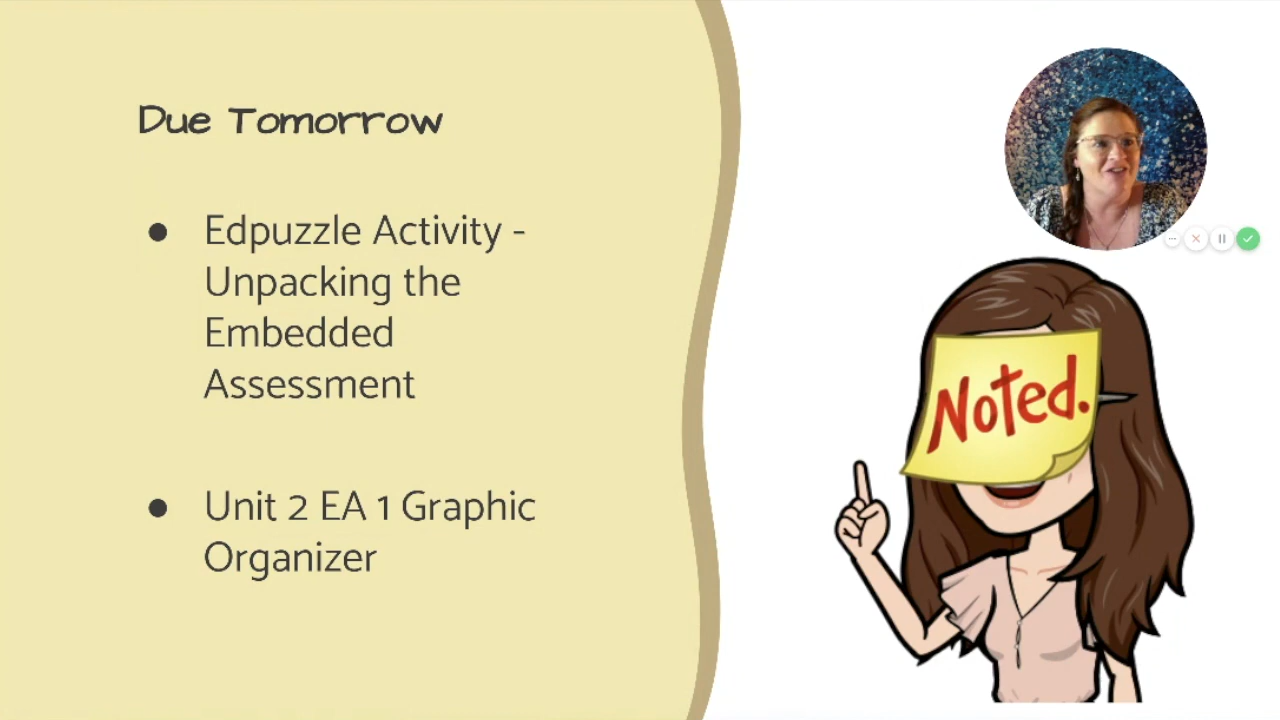 Due Tomorrow
● Edpuzzle Activity -
Unpacking the
Embedded
Assessment
● Unit 2 EA 1 Graphic
Organizer
Noted.